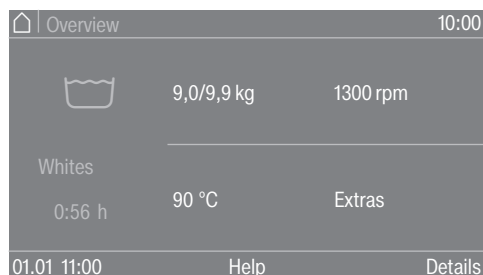 Overview 10:00
9,0/9,9 kg 1300 rpm
Whites
0:56 h
90 °C Extras
01.01 11:00 Help Details